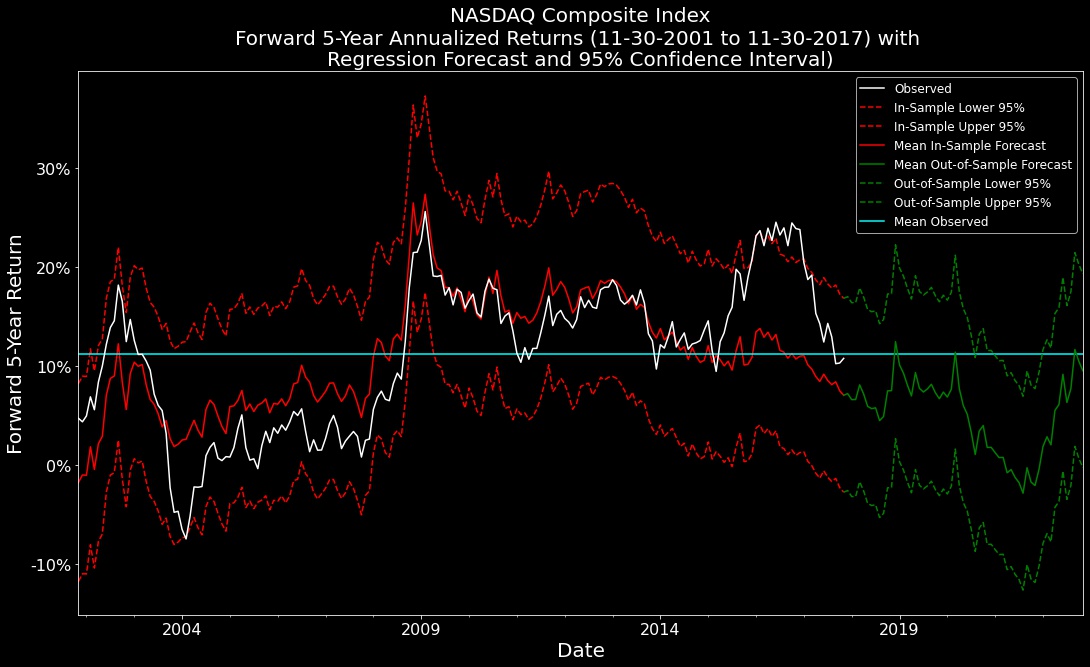 NASDAQ Composite Index
Forward 5-Year Annualized Returns (11-30-2001 to 11-30-2017) with
Regression Forecast and 95% Confidence Interval)
Observed
In-Sample Lower 95%
In-Sample Upper 95%
Mean In-Sample Forecast
Mean Out-of-Sample Forecast
Out-of-Sample Lower 95%
Out-of-Sample Upper 95%
Mean Observed
Forward 5-Year Return
30%
20%
10%
0%
-10%
2004
2009
2014
2019
Date